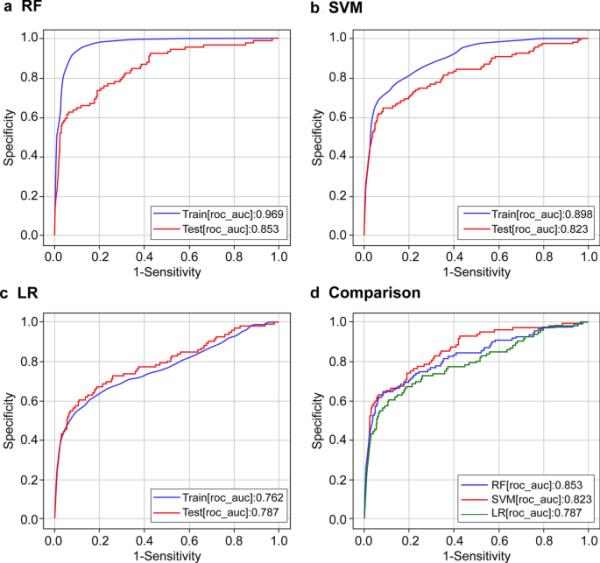 a RF
Specificity
1.0
0.8
0.6
0.4
0.2
0.0
Train[roc_auc]:0.969
Test[roc_auc]:0.853
0.0 0.2 0.4 0.6 0.8 1.0
1-Sensitivity
b SVM
Specificity
1.0
0.8
0.6
0.4
0.2
0.0
Train[roc_auc]:0.898
Test[roc_auc]:0.823
0.0 0.2 0.4 0.6 0.8 1.0
1-Sensitivity
c LR
Specificity
1.0
0.8
0.6
0.4
0.2
0.0
Train[roc_auc]:0.762
Test[roc_auc]:0.787
0.0 0.2 0.4 0.6 0.8 1.0
1-Sensitivity
d Comparison
Specificity
1.0
0.8
0.6
0.4
0.2
0.0
RF[roc_auc]:0.853
SVM[roc_auc]:0.823
LR[roc_auc]:0.787
0.0 0.2 0.4 0.6 0.8 1.0
1-Sensitivity